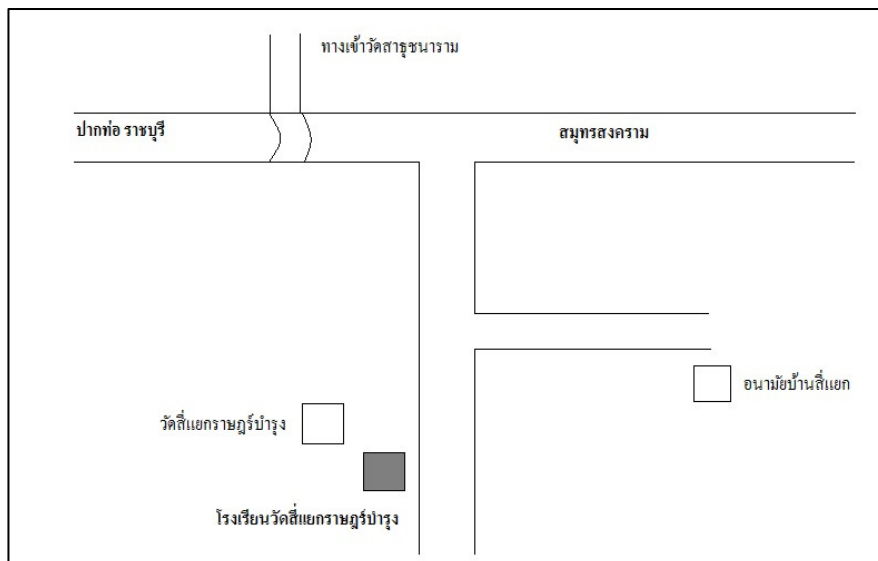 ทางเข้าวัดสาธุชนาราม
ปากท่อ ราชบุรี
สมุทรสงคราม
อนามัยบ้านสี่แยก
วัดสี่แยกราษฎร์บำรุง
โรงเรียนวัดสี่แยกราษฎร์บำรุง